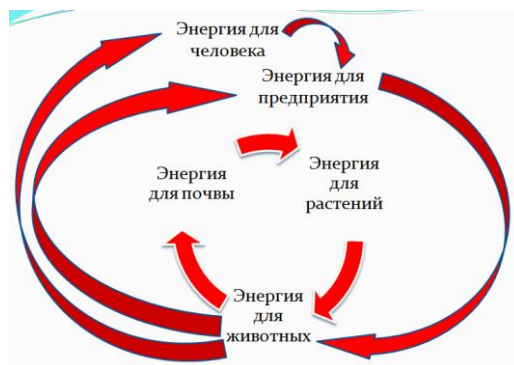 Энергия для
человека
Энергия для
предприятия
Энергия
для почвы
Энергия
для
растений
Энергия
для
животных